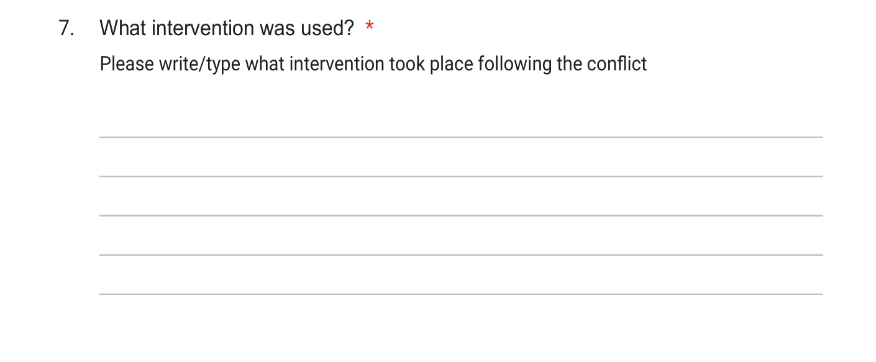 7. What intervention was used? *
Please write/type what intervention took place following the conflict